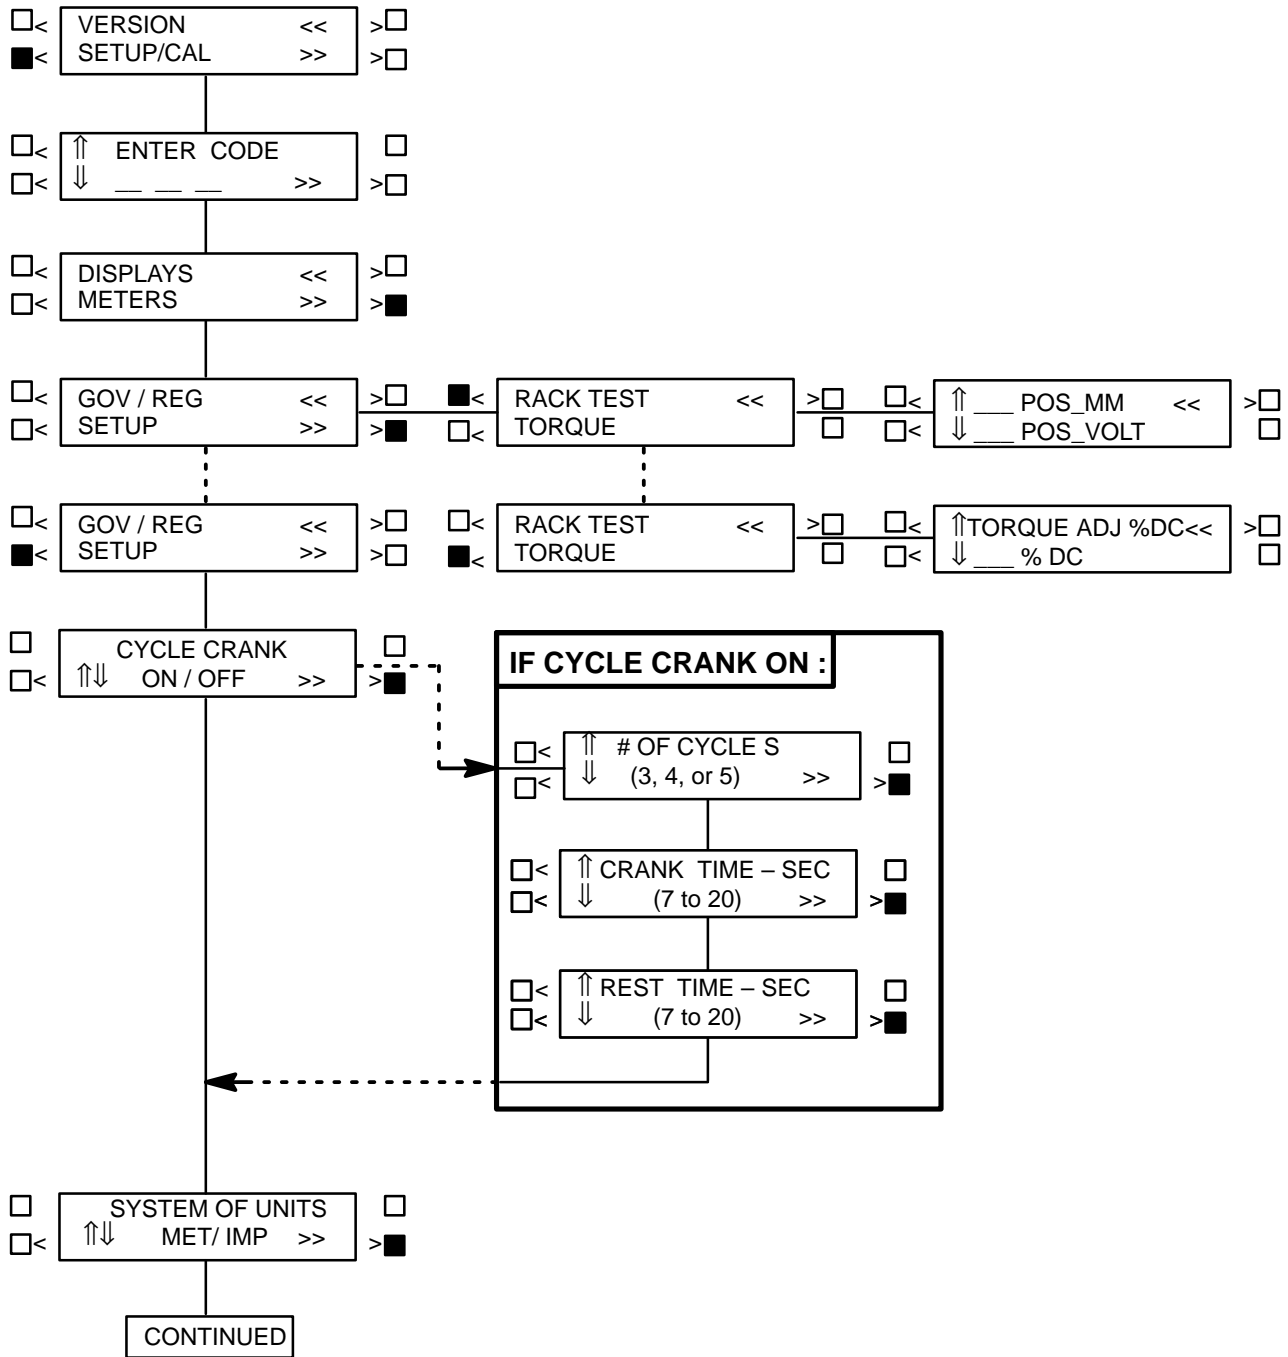 VERSION <<
SETUP/CAL >>
⇑ ENTER CODE
⇓ __ __ __ >>
DISPLAYS <<
METERS >>
GOV / REG <<
SETUP >>
RACK TEST <<
TORQUE
⇑ ___ POS_MM <<
⇓ ___ POS_VOLT
GOV / REG <<
SETUP >>
RACK TEST <<
TORQUE
⇑TORQUE ADJ %DC<<
⇓ ___ % DC
CYCLE CRANK
⇑⇓ ON / OFF >>
IF CYCLE CRANK ON :
⇑ # OF CYCLE S
⇓ (3, 4, or 5) >>
⇑ CRANK TIME – SEC
⇓ (7 to 20) >>
⇑ REST TIME – SEC
⇓ (7 to 20) >>
SYSTEM OF UNITS
⇑⇓ MET/ IMP >>
CONTINUED